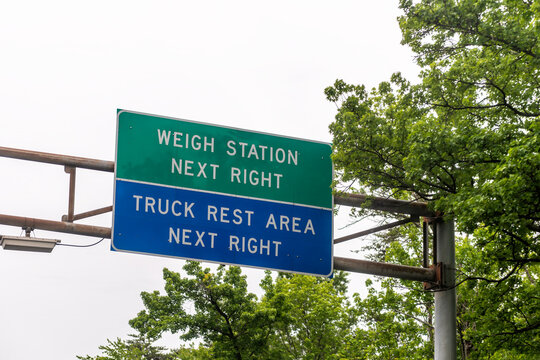 WEIGH STATION
NEXT RIGHT
TRUCK REST AREA
NEXT RIGHT